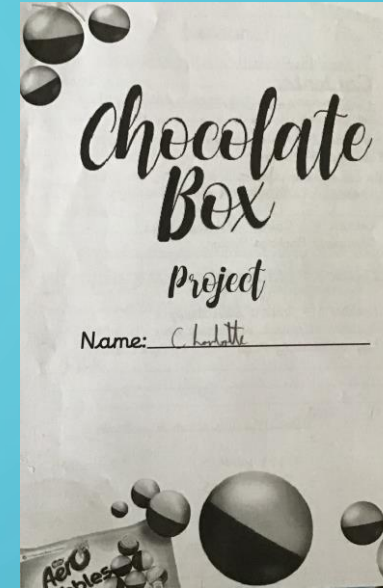 Chocolate
Box
Project
Name: Charlotte
Aero
bbles